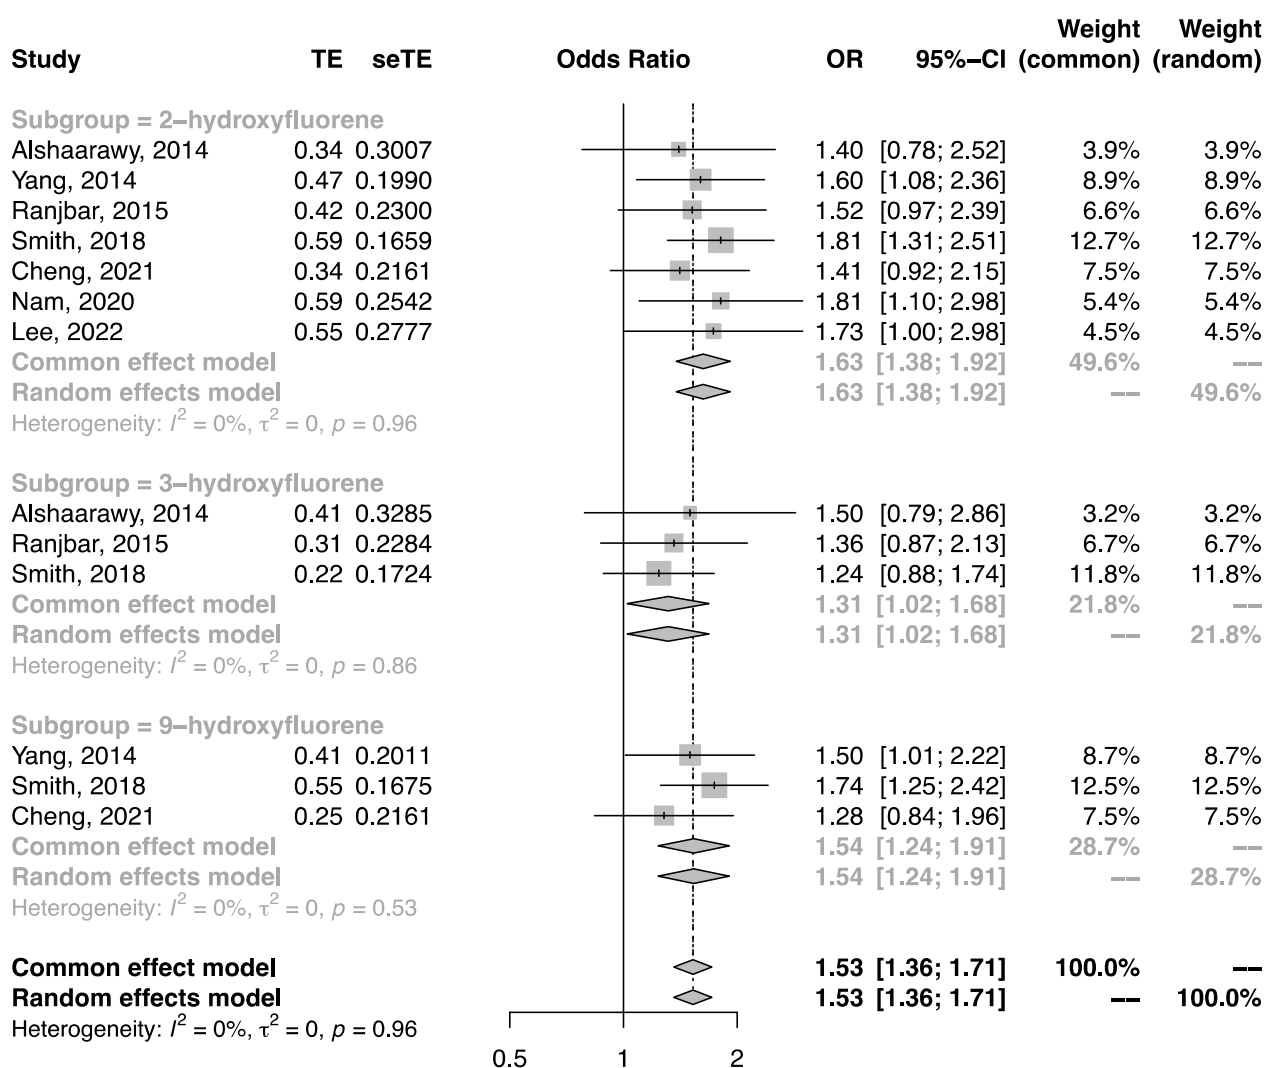 Weight Weight
Study TE seTE Odds Ratio OR 95%−CI (common) (random)
Subgroup = 2−hydroxyfluorene
Alshaarawy, 2014 0.34 0.3007 1.40 [0.78; 2.52] 3.9% 3.9%
Yang, 2014 0.47 0.1990 1.60 [1.08; 2.36] 8.9% 8.9%
Ranjbar, 2015 0.42 0.2300 1.52 [0.97; 2.39] 6.6% 6.6%
Smith, 2018 0.59 0.1659 1.81 [1.31; 2.51] 12.7% 12.7%
Cheng, 2021 0.34 0.2161 1.41 [0.92; 2.15] 7.5% 7.5%
Nam, 2020 0.59 0.2542 1.81 [1.10; 2.98] 5.4% 5.4%
Lee, 2022 0.55 0.2777 1.73 [1.00; 2.98] 4.5% 4.5%
Common effect model 1.63 [1.38; 1.92] 49.6% −−
Random effects model 1.63 [1.38; 1.92] −− 49.6%
Heterogeneity: I² = 0%, τ² = 0, p = 0.96
Subgroup = 3−hydroxyfluorene
Alshaarawy, 2014 0.41 0.3285 1.50 [0.79; 2.86] 3.2% 3.2%
Ranjbar, 2015 0.31 0.2284 1.36 [0.87; 2.13] 6.7% 6.7%
Smith, 2018 0.22 0.1724 1.24 [0.88; 1.74] 11.8% 11.8%
Common effect model 1.31 [1.02; 1.68] 21.8% −−
Random effects model 1.31 [1.02; 1.68] −− 21.8%
Heterogeneity: I² = 0%, τ² = 0, p = 0.86
Subgroup = 9−hydroxyfluorene
Yang, 2014 0.41 0.2011 1.50 [1.01; 2.22] 8.7% 8.7%
Smith, 2018 0.55 0.1675 1.74 [1.25; 2.42] 12.5% 12.5%
Cheng, 2021 0.25 0.2161 1.28 [0.84; 1.96] 7.5% 7.5%
Common effect model 1.54 [1.24; 1.91] 28.7% −−
Random effects model 1.54 [1.24; 1.91] −− 28.7%
Heterogeneity: I² = 0%, τ² = 0, p = 0.53
Common effect model 1.53 [1.36; 1.71] 100.0% −−
Random effects model 1.53 [1.36; 1.71] −− 100.0%
Heterogeneity: I² = 0%, τ² = 0, p = 0.96
0.5 1 2